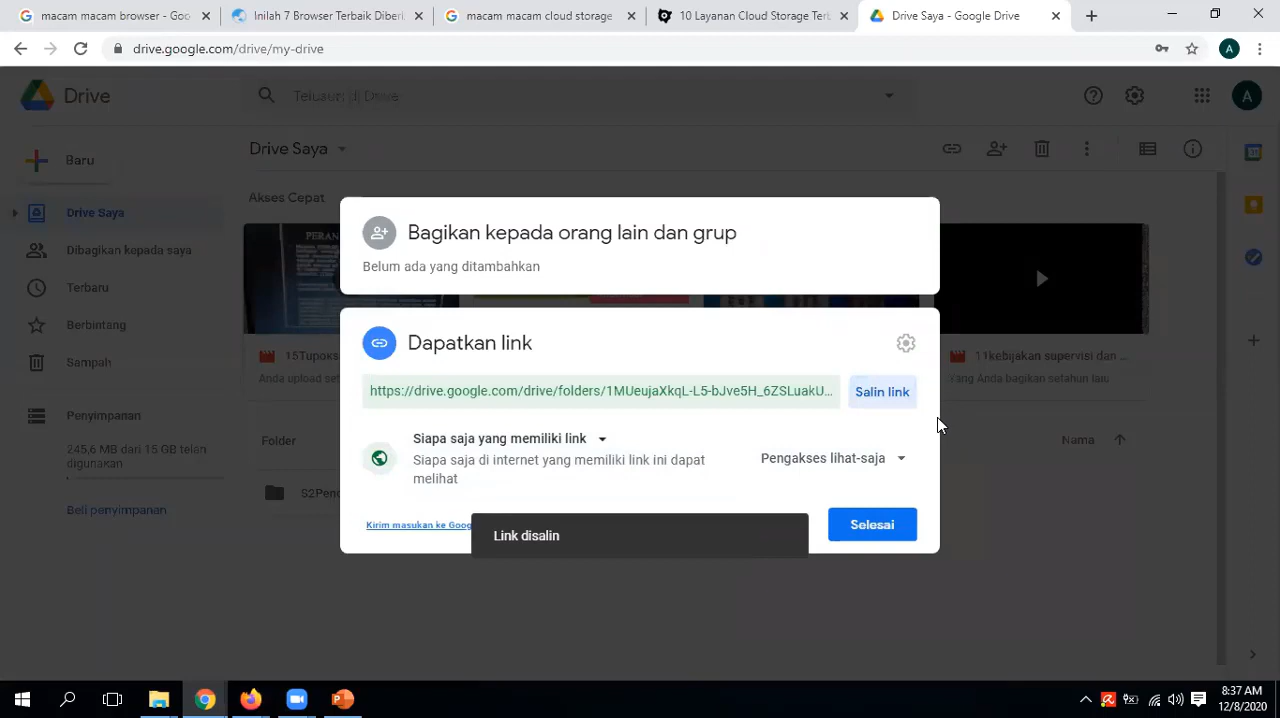 macam macam browser - Goo
Inilah 7 Browser Terbaik Diberi
macam macam cloud storage
10 Layanan Cloud Storage Terb
Drive Saya - Google Drive
drive.google.com/drive/my-drive
A
Drive
Telusuri di Drive
A
Baru
Drive Saya
Akses Cepat
Drive Saya
Dibagikan kepada saya
Terbaru
Berbintang
Sampah
Penyimpanan
245,6 MB dari 15 GB telah
digunakan
Beli penyimpanan
PERAN
Bagikan kepada orang lain dan grup
Belum ada yang ditambahkan
Dapatkan link
https://drive.google.com/drive/folders/1MUeujaXkqL-L5-bJve5H_6ZSLuakU...
Salin link
Siapa saja yang memiliki link
Siapa saja di internet yang memiliki link ini dapat
melihat
Pengakses lihat-saja
Kirim masukan ke Goog
Selesai
Link disalin
15Tupoks
Anda upload s
11kebijakan supervisi dan ...
Yang Anda bagikan setahun lalu
Folder
Nama
S2Pen
8:37 AM
12/8/2020